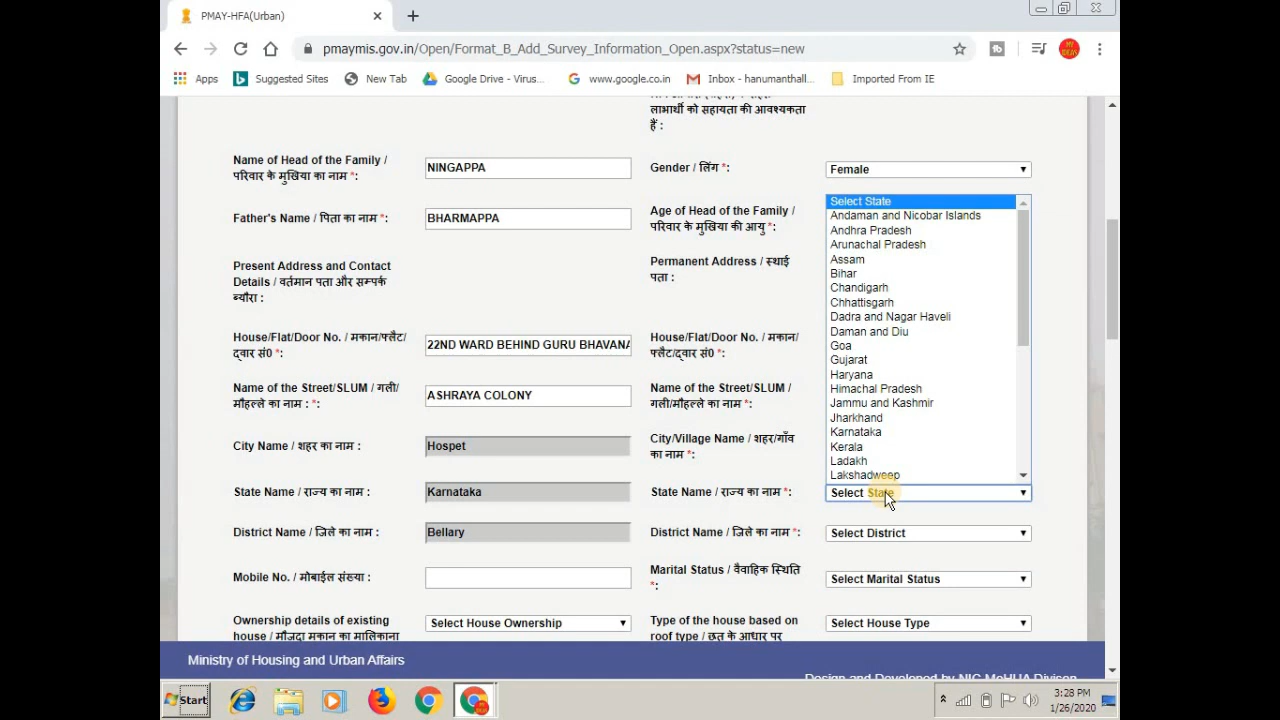 PMAY-HFA(Urban)
pmaymis.gov.in/Open/Format_B_Add_Survey_Information_Open.aspx?status=new
MY IDEAS
Apps
Suggested Sites
New Tab
Google Drive - Virus...
www.google.co.in
Inbox - hanumanthall...
Imported From IE
लाभार्थी को सहायता की आवश्यकता
हैं :
Name of Head of the Family /
परिवार के मुखिया का नाम *:
NINGAPPA
Gender / लिंग *:
Female
Father's Name / पिता का नाम *:
BHARMAPPA
Age of Head of the Family /
परिवार के मुखिया की आयु *:
Present Address and Contact
Details / वर्तमान पता और सम्पर्क
ब्यौरा :
Permanent Address / स्थाई
पता :
House/Flat/Door No. / मकान/फ्लैट/
द्वार सं0 *:
22ND WARD BEHIND GURU BHAVANA
House/Flat/Door No. / मकान/
फ्लैट/द्वार सं0 *:
Name of the Street/SLUM / गली/
मौहल्ले का नाम : *:
ASHRAYA COLONY
Name of the Street/SLUM /
गली/मौहल्ले का नाम *:
City Name / शहर का नाम :
Hospet
City/Village Name / शहर/गाँव
का नाम *:
State Name / राज्य का नाम :
Karnataka
State Name / राज्य का नाम *:
Select State
Select State
Andaman and Nicobar Islands
Andhra Pradesh
Arunachal Pradesh
Assam
Bihar
Chandigarh
Chhattisgarh
Dadra and Nagar Haveli
Daman and Diu
Goa
Gujarat
Haryana
Himachal Pradesh
Jammu and Kashmir
Jharkhand
Karnataka
Kerala
Ladakh
Lakshadweep
District Name / जिले का नाम :
Bellary
District Name / जिले का नाम *:
Select District
Mobile No. / मोबाईल संख्या :
Marital Status / वैवाहिक स्थिति
*:
Select Marital Status
Ownership details of existing
house / मौजूदा मकान का मालिकाना
Select House Ownership
Type of the house based on
roof type / छत के आधार पर
Select House Type
Ministry of Housing and Urban Affairs
Design and Developed by NIC MoHUA Divison
Start
3:28 PM
1/26/2020